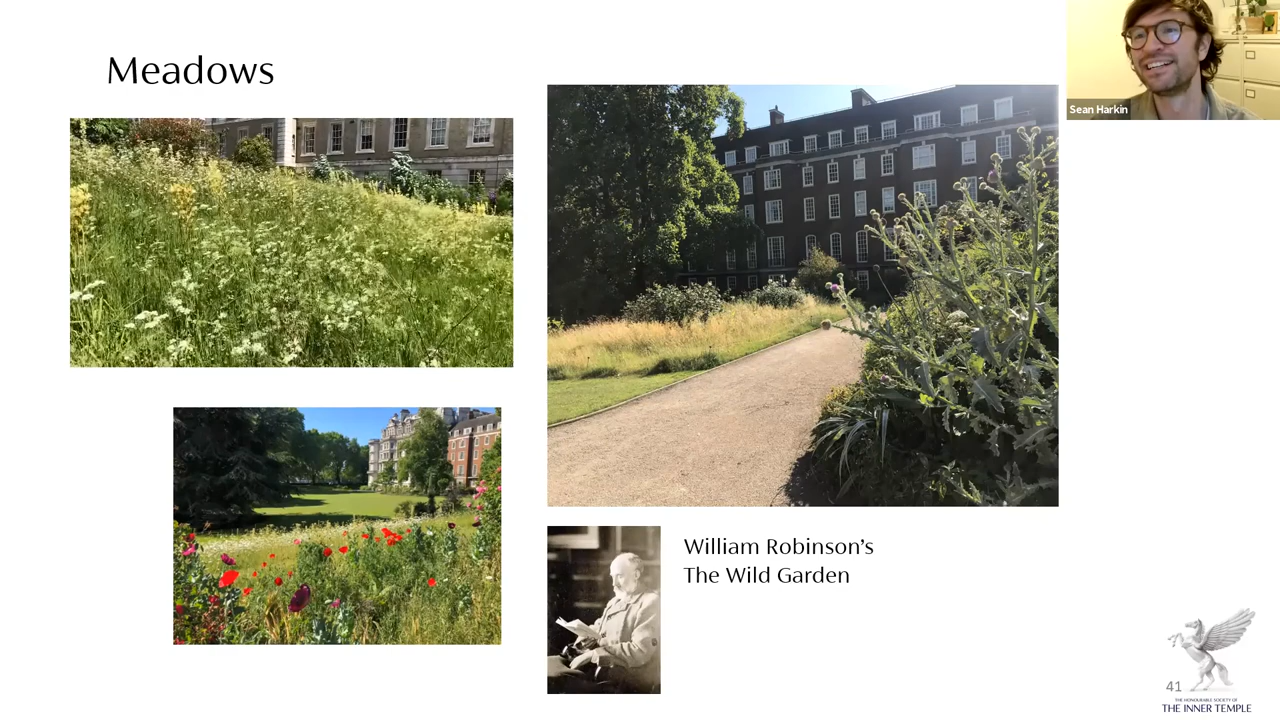 Meadows
Sean Harkin
William Robinson's
The Wild Garden
41
THE HONOURABLE SOCIETY OF
THE INNER TEMPLE